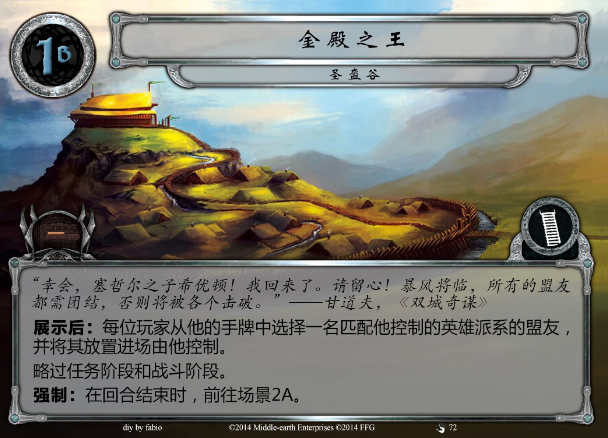 1B
金殿之王
圣盔谷
“幸会，塞哲尔之子希优顿！我回来了。请留心！暴风将临，所有的盟友
都需团结，否则将被各个击破。”——甘道夫，《双城奇谋》
展示后：每位玩家从他的手牌中选择一名匹配他控制的英雄派系的盟友，
并将其放置进场由他控制。
略过任务阶段和战斗阶段。
强制：在回合结束时，前往场景2A。
diy by fabio ©2014 Middle-earth Enterprises ©2014 FFG 72